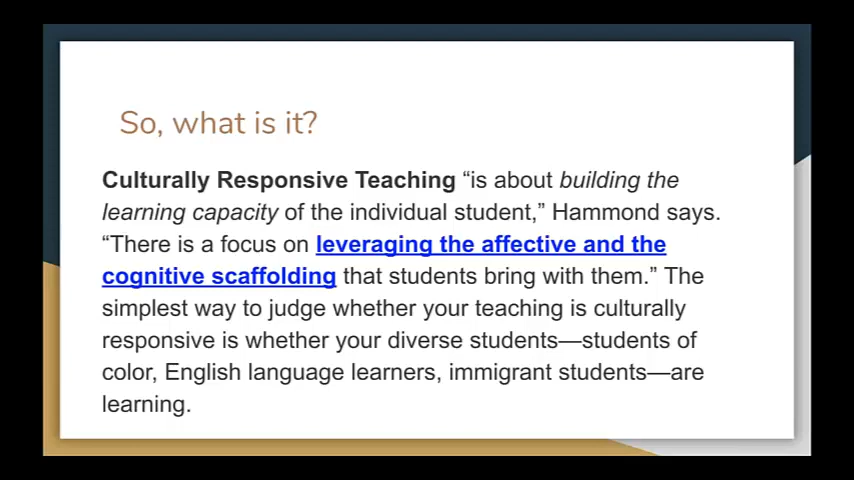 So, what is it?
Culturally Responsive Teaching “is about building the
learning capacity of the individual student,” Hammond says.
“There is a focus on leveraging the affective and the
cognitive scaffolding that students bring with them.” The
simplest way to judge whether your teaching is culturally
responsive is whether your diverse students—students of
color, English language learners, immigrant students—are
learning.